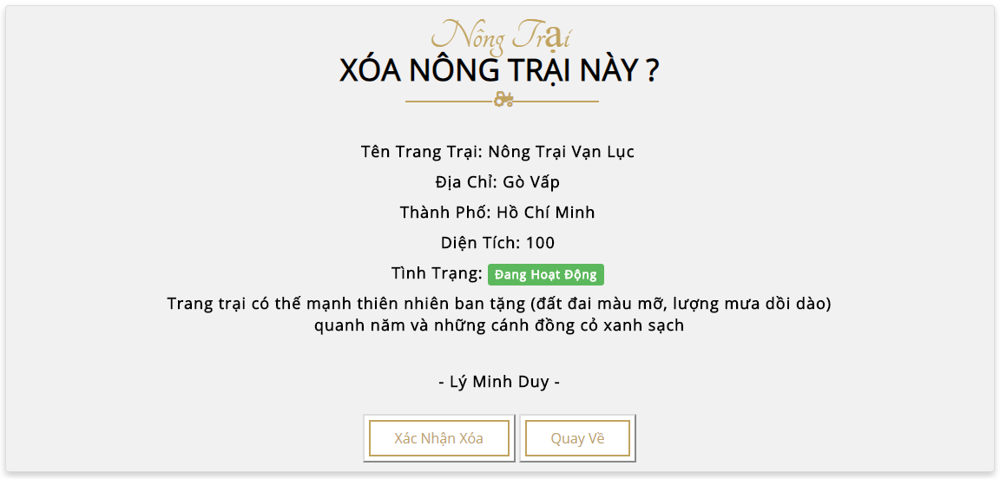 Nông Trại
XÓA NÔNG TRẠI NÀY ?
Tên Trang Trại: Nông Trại Vạn Lục
Địa Chỉ: Gò Vấp
Thành Phố: Hồ Chí Minh
Diện Tích: 100
Tình Trạng: Đang Hoạt Động
Trang trại có thế mạnh thiên nhiên ban tặng (đất đai màu mỡ, lượng mưa dồi dào)
quanh năm và những cánh đồng cỏ xanh sạch
- Lý Minh Duy -
Xác Nhận Xóa Quay Về